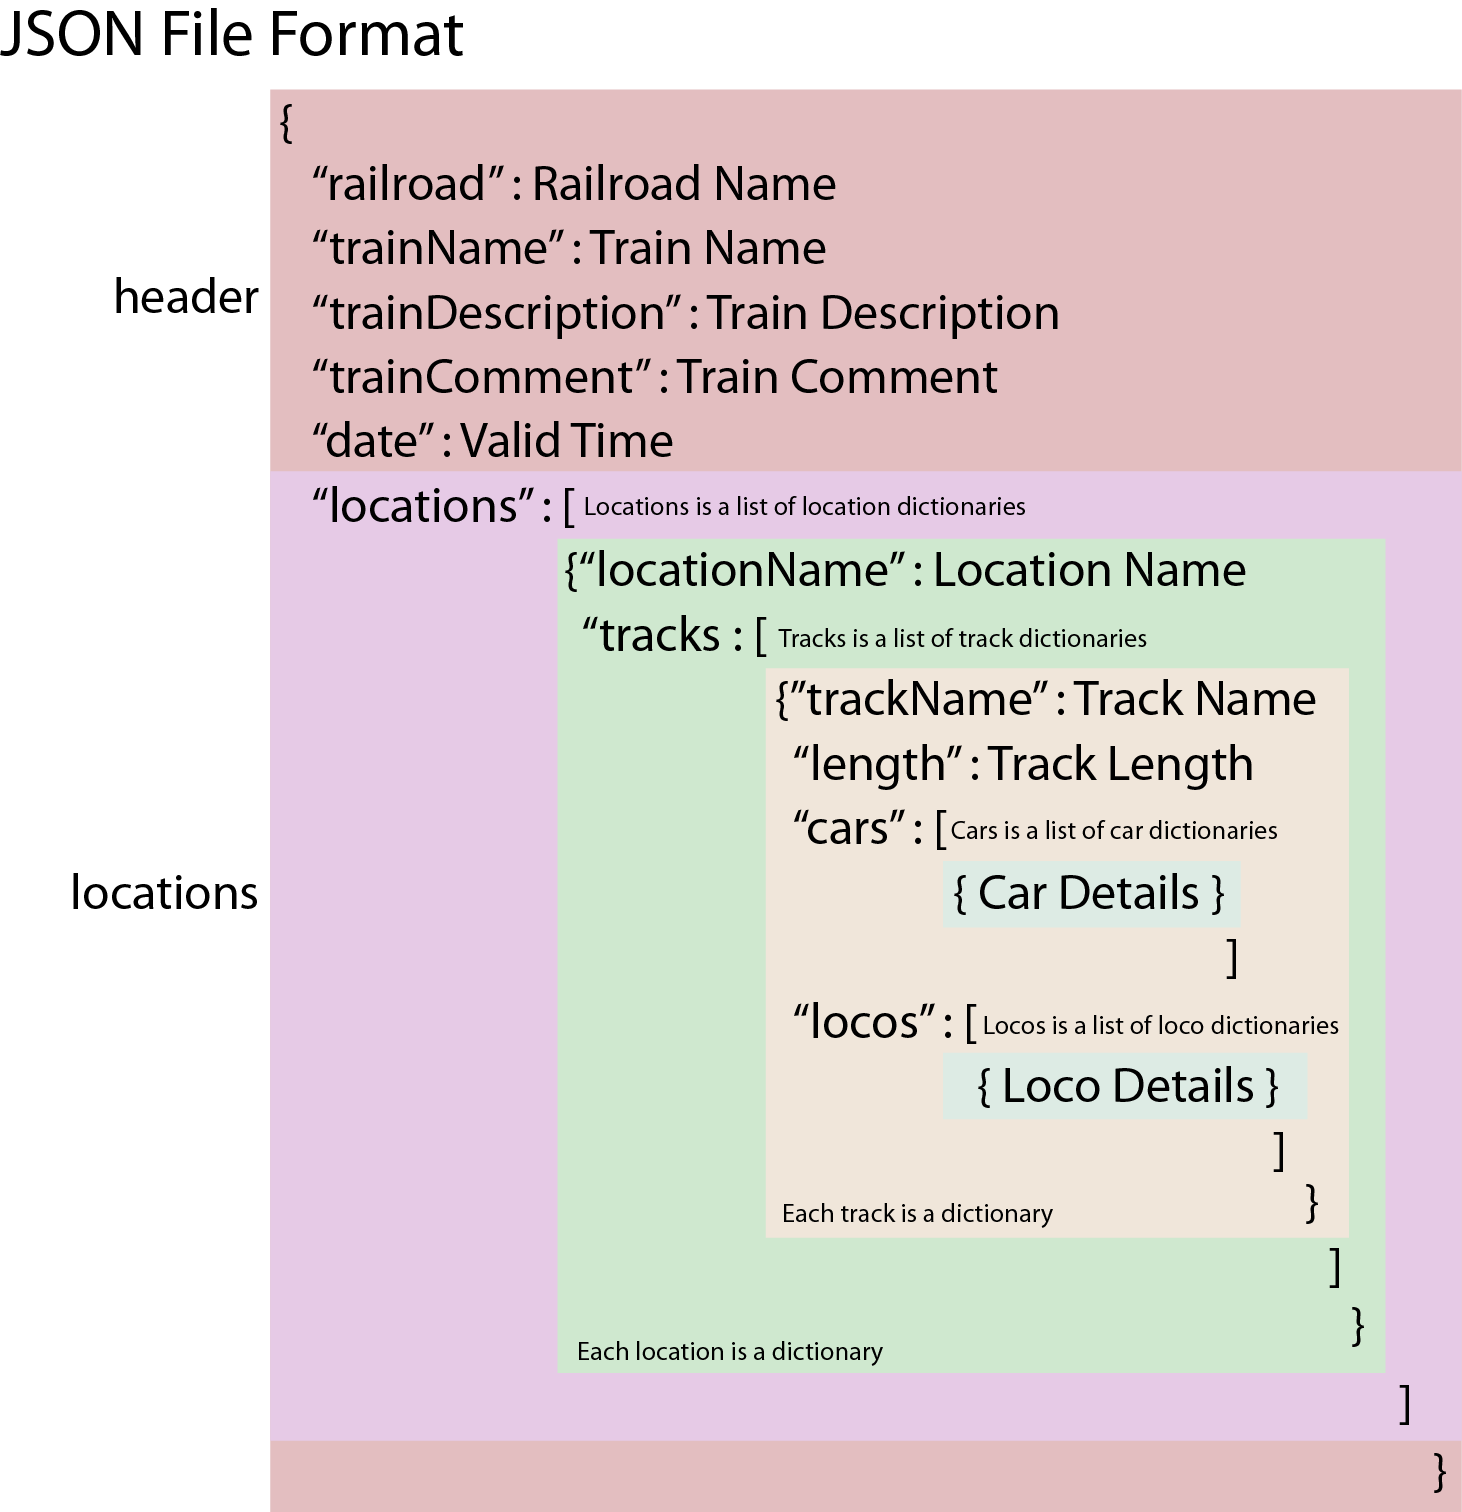 JSON File Format
{
“railroad” : Railroad Name
“trainName” : Train Name
header
“trainDescription” : Train Description
“trainComment” : Train Comment
“date” : Valid Time
“locations” : [ Locations is a list of location dictionaries
{“locationName” : Location Name
“tracks : [ Tracks is a list of track dictionaries
{”trackName” : Track Name
“length” : Track Length
“cars” : [ Cars is a list of car dictionaries
locations
{ Car Details }
]
“locos” : [ Locos is a list of loco dictionaries
{ Loco Details }
]
Each track is a dictionary }
]
}
Each location is a dictionary
]
}